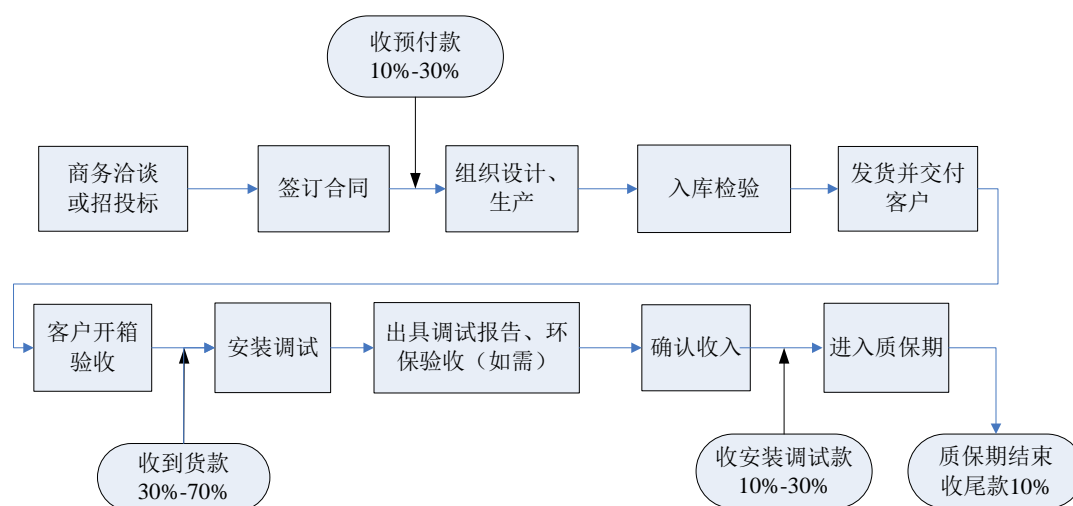 收预付款
10%-30%
商务洽谈
或招投标
签订合同
组织设计、
生产
入库检验
发货并交付
客户
客户开箱
验收
安装调试
出具调试报告、环
保验收（如需）
确认收入
进入质保期
收到货款
30%-70%
收安装调试款
10%-30%
质保期结束
收尾款10%